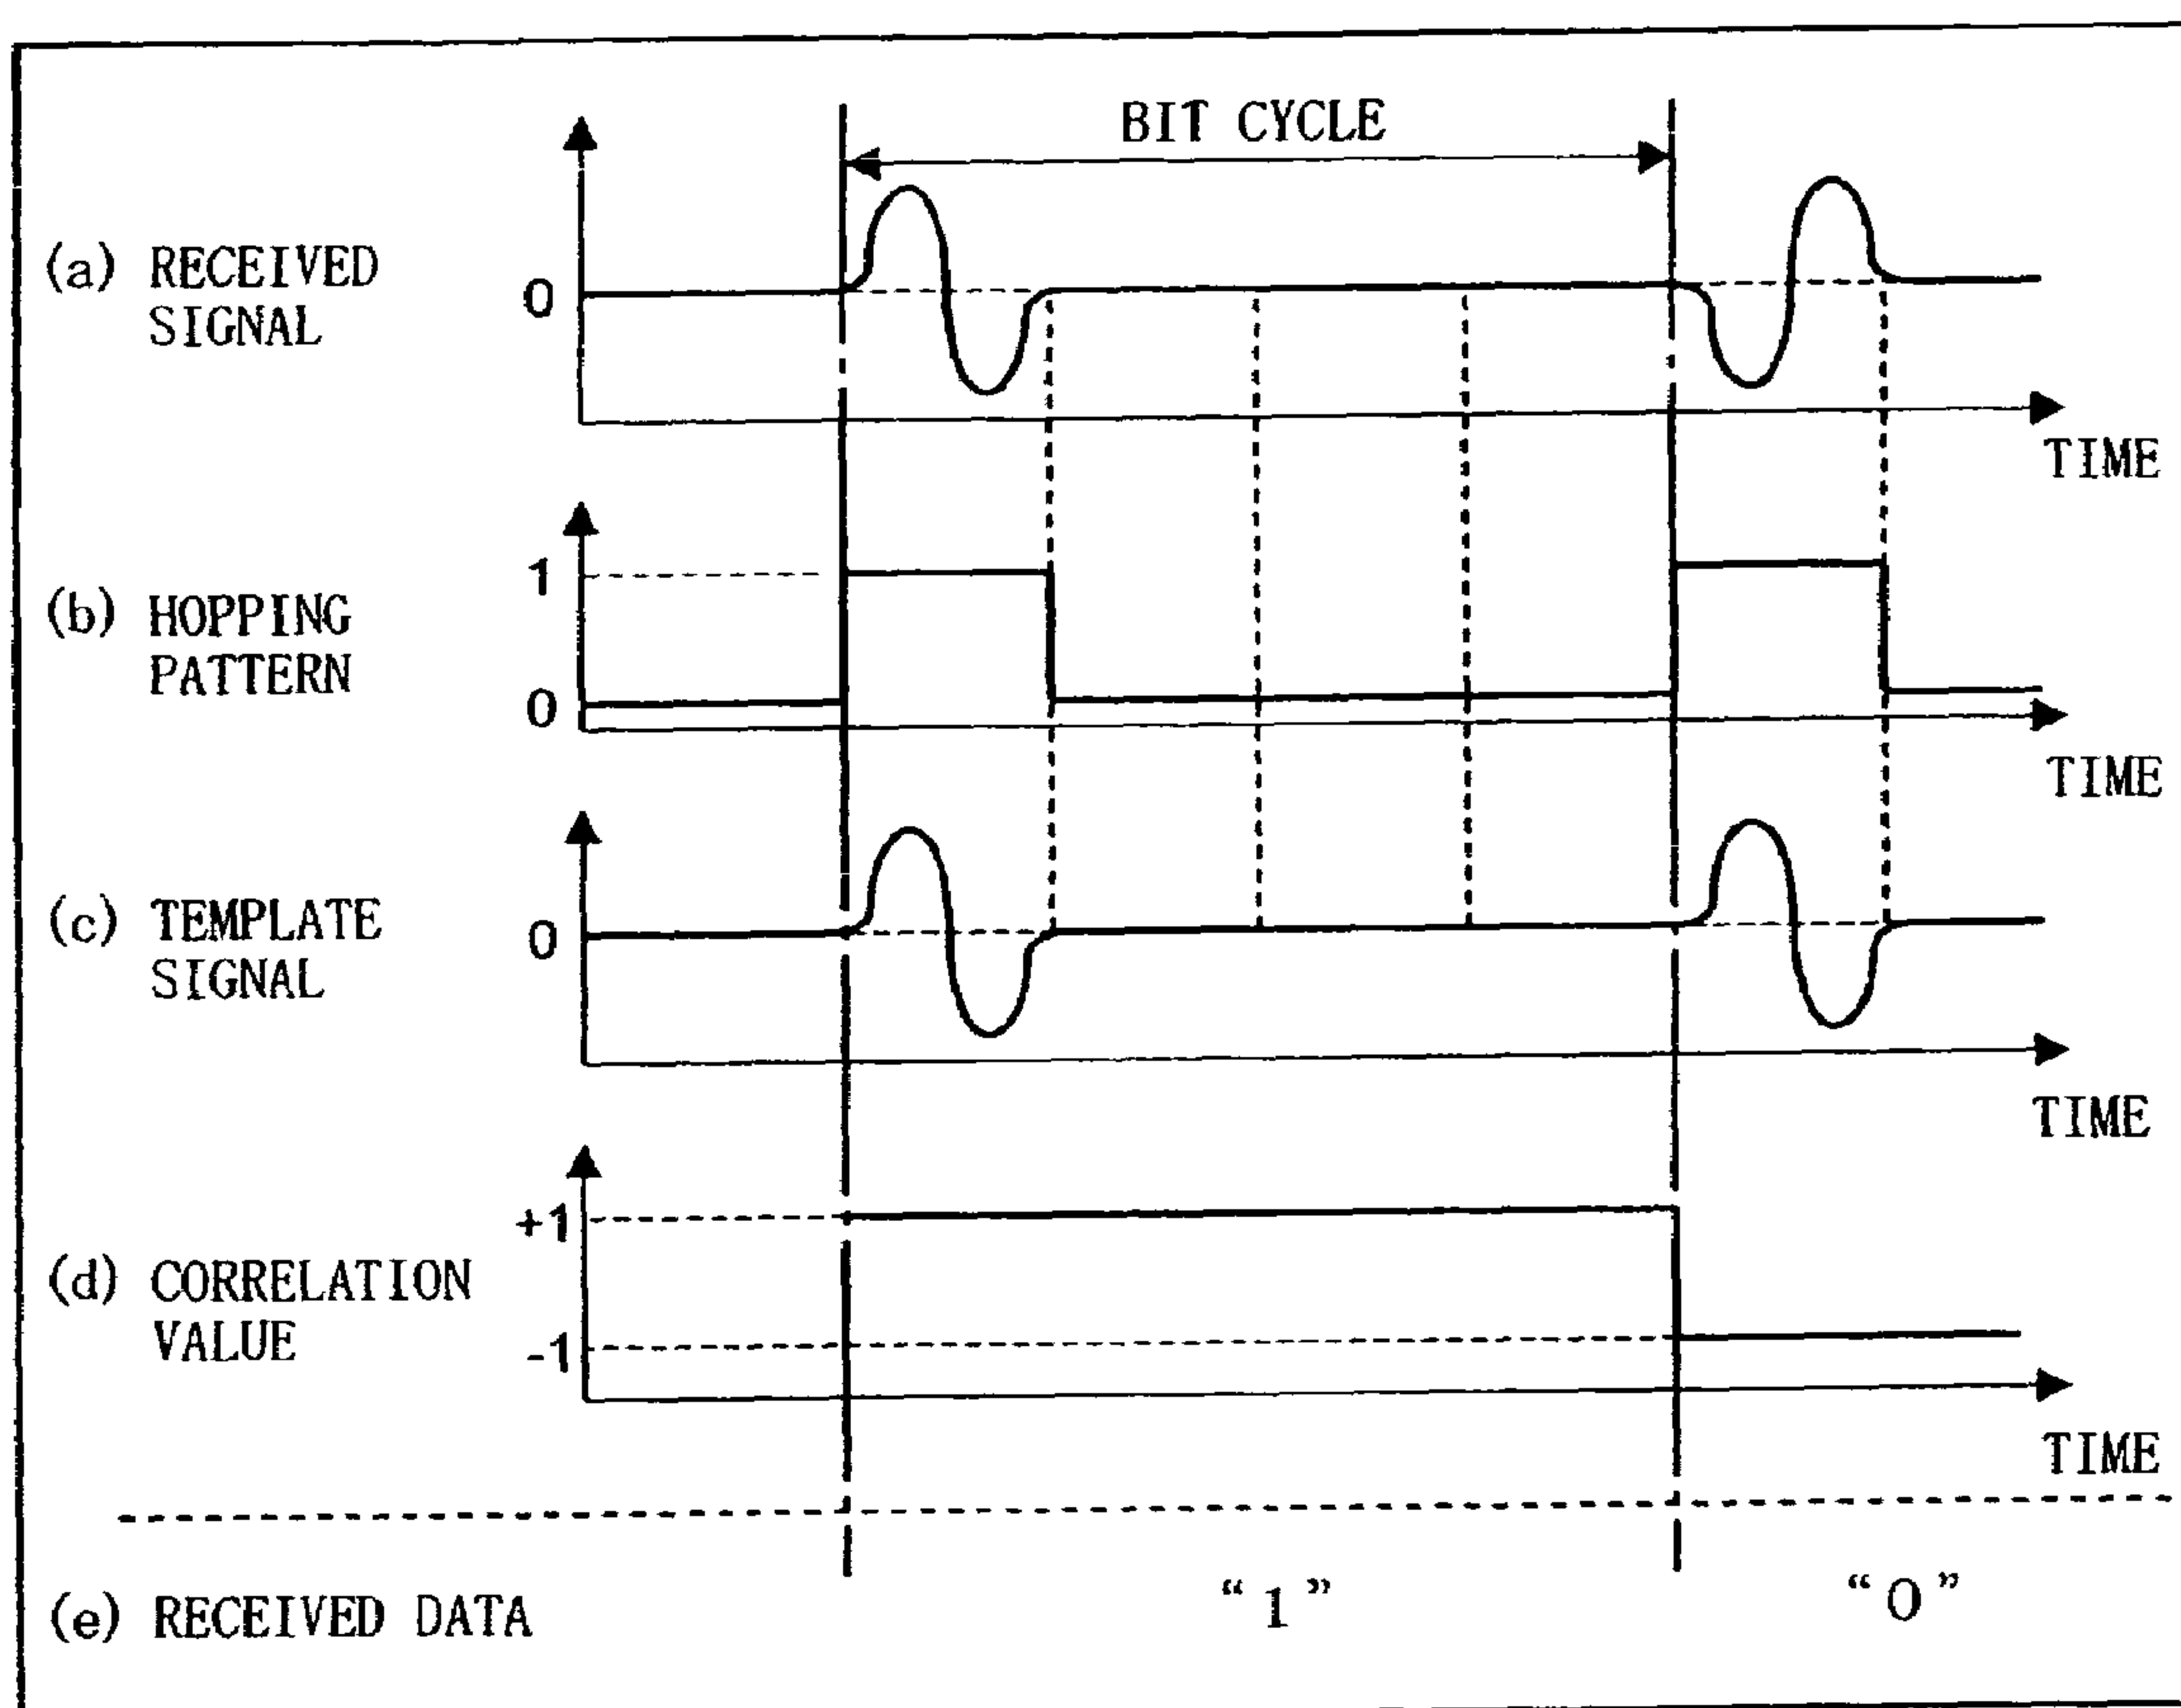 BIT CYCLE
(a) RECEIVED
SIGNAL
0
TIME
(b) HOPPING
PATTERN
1
0
TIME
(c) TEMPLATE
SIGNAL
0
TIME
(d) CORRELATION
VALUE
+1
-1
TIME
(e) RECEIVED DATA
“1”
“0”